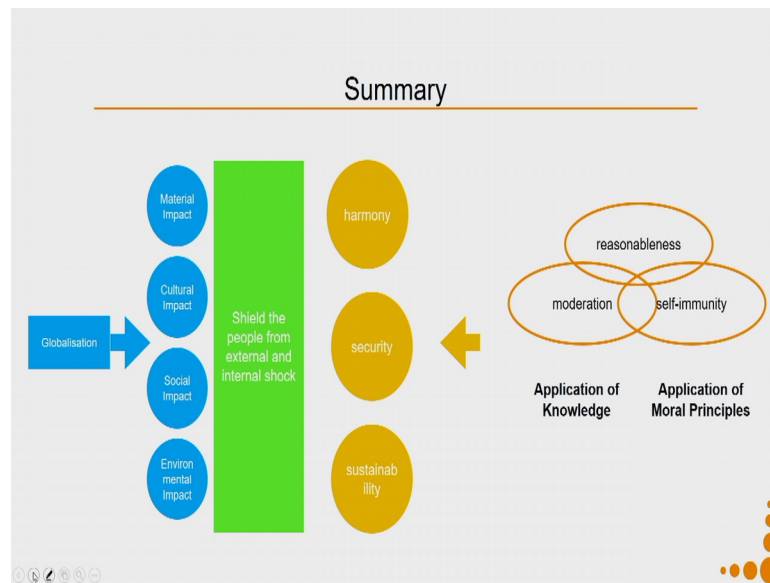 Summary
Globalisation
Material
Impact
Cultural
Impact
Social
Impact
Environ
mental
Impact
Shield the
people from
external and
internal shock
harmony
security
sustainab
ility
reasonableness
moderation
self-immunity
Application of
Knowledge
Application of
Moral Principles